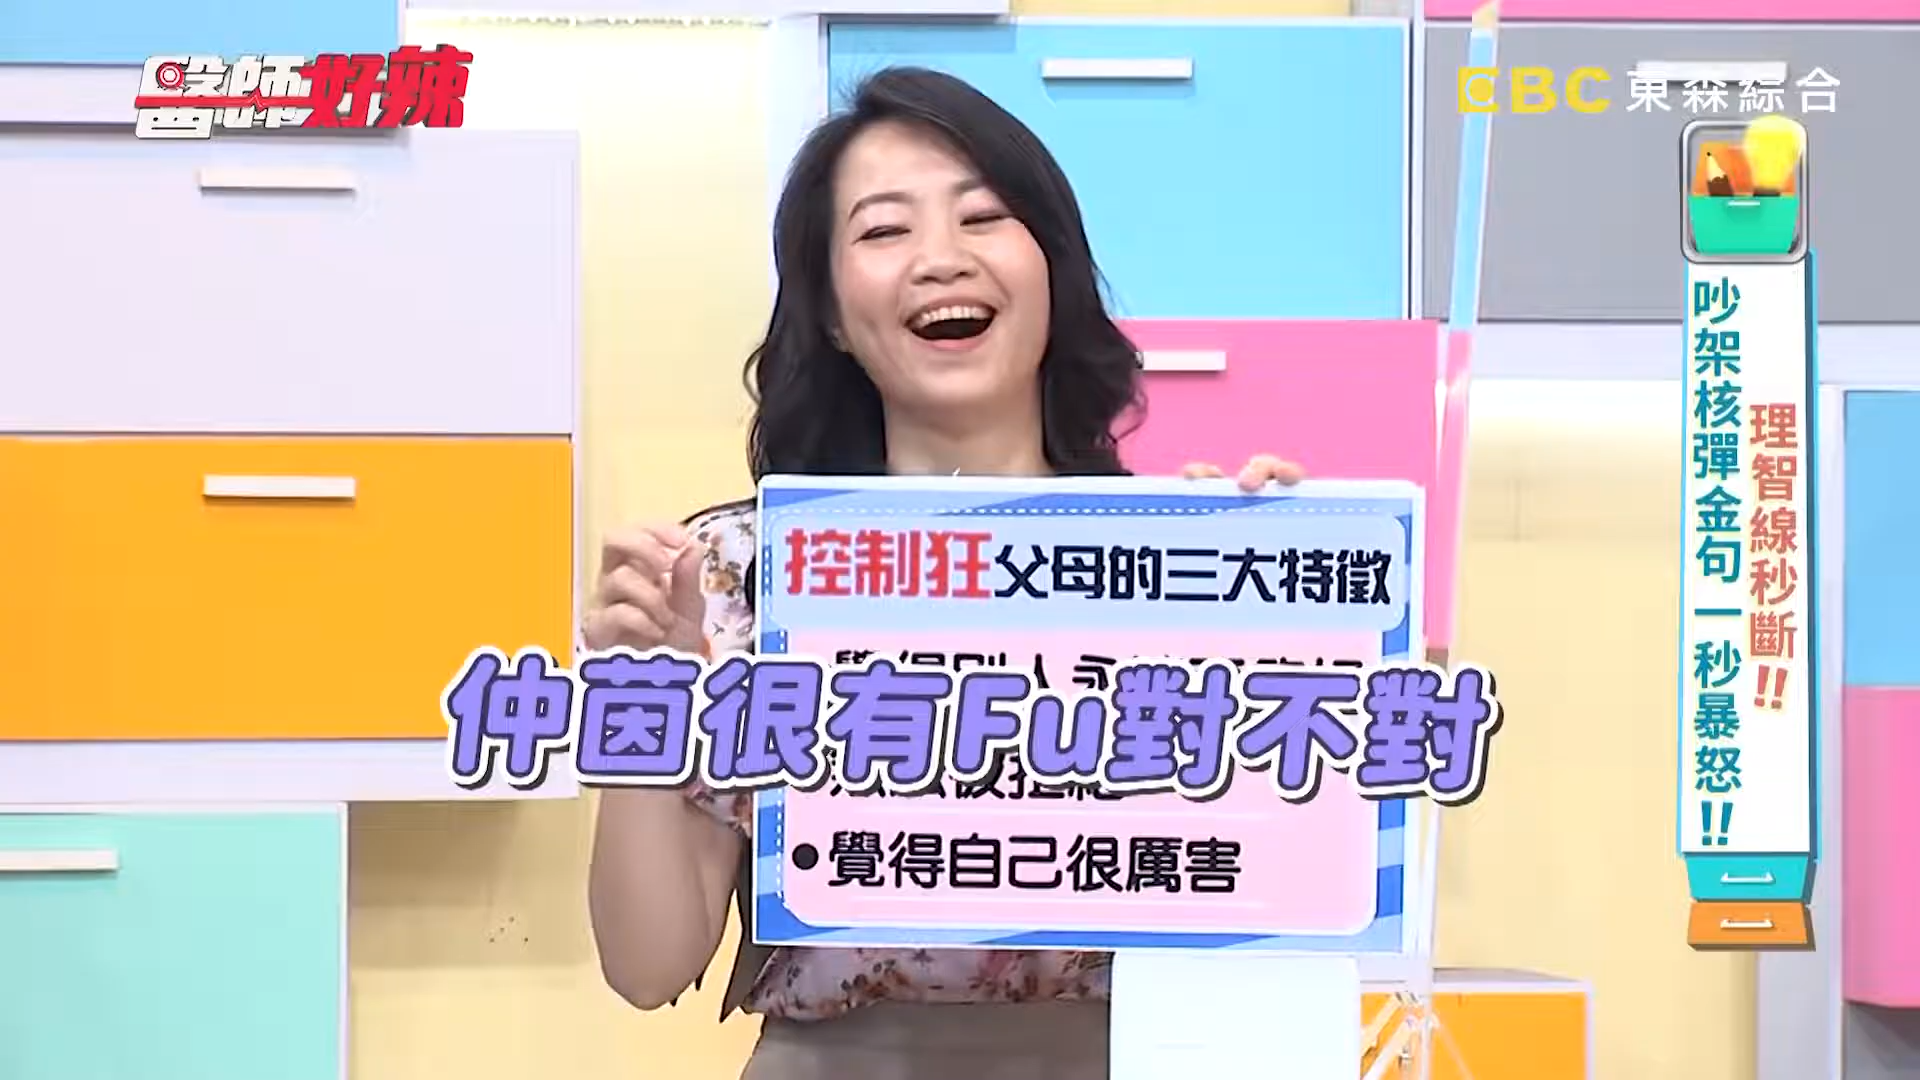 醫師好辣
EBC 東森綜合
理智線秒斷!!
吵架核彈金句一秒暴怒!!
控制狂父母的三大特徵
仲茵很有Fu對不對
●覺得自己很厲害